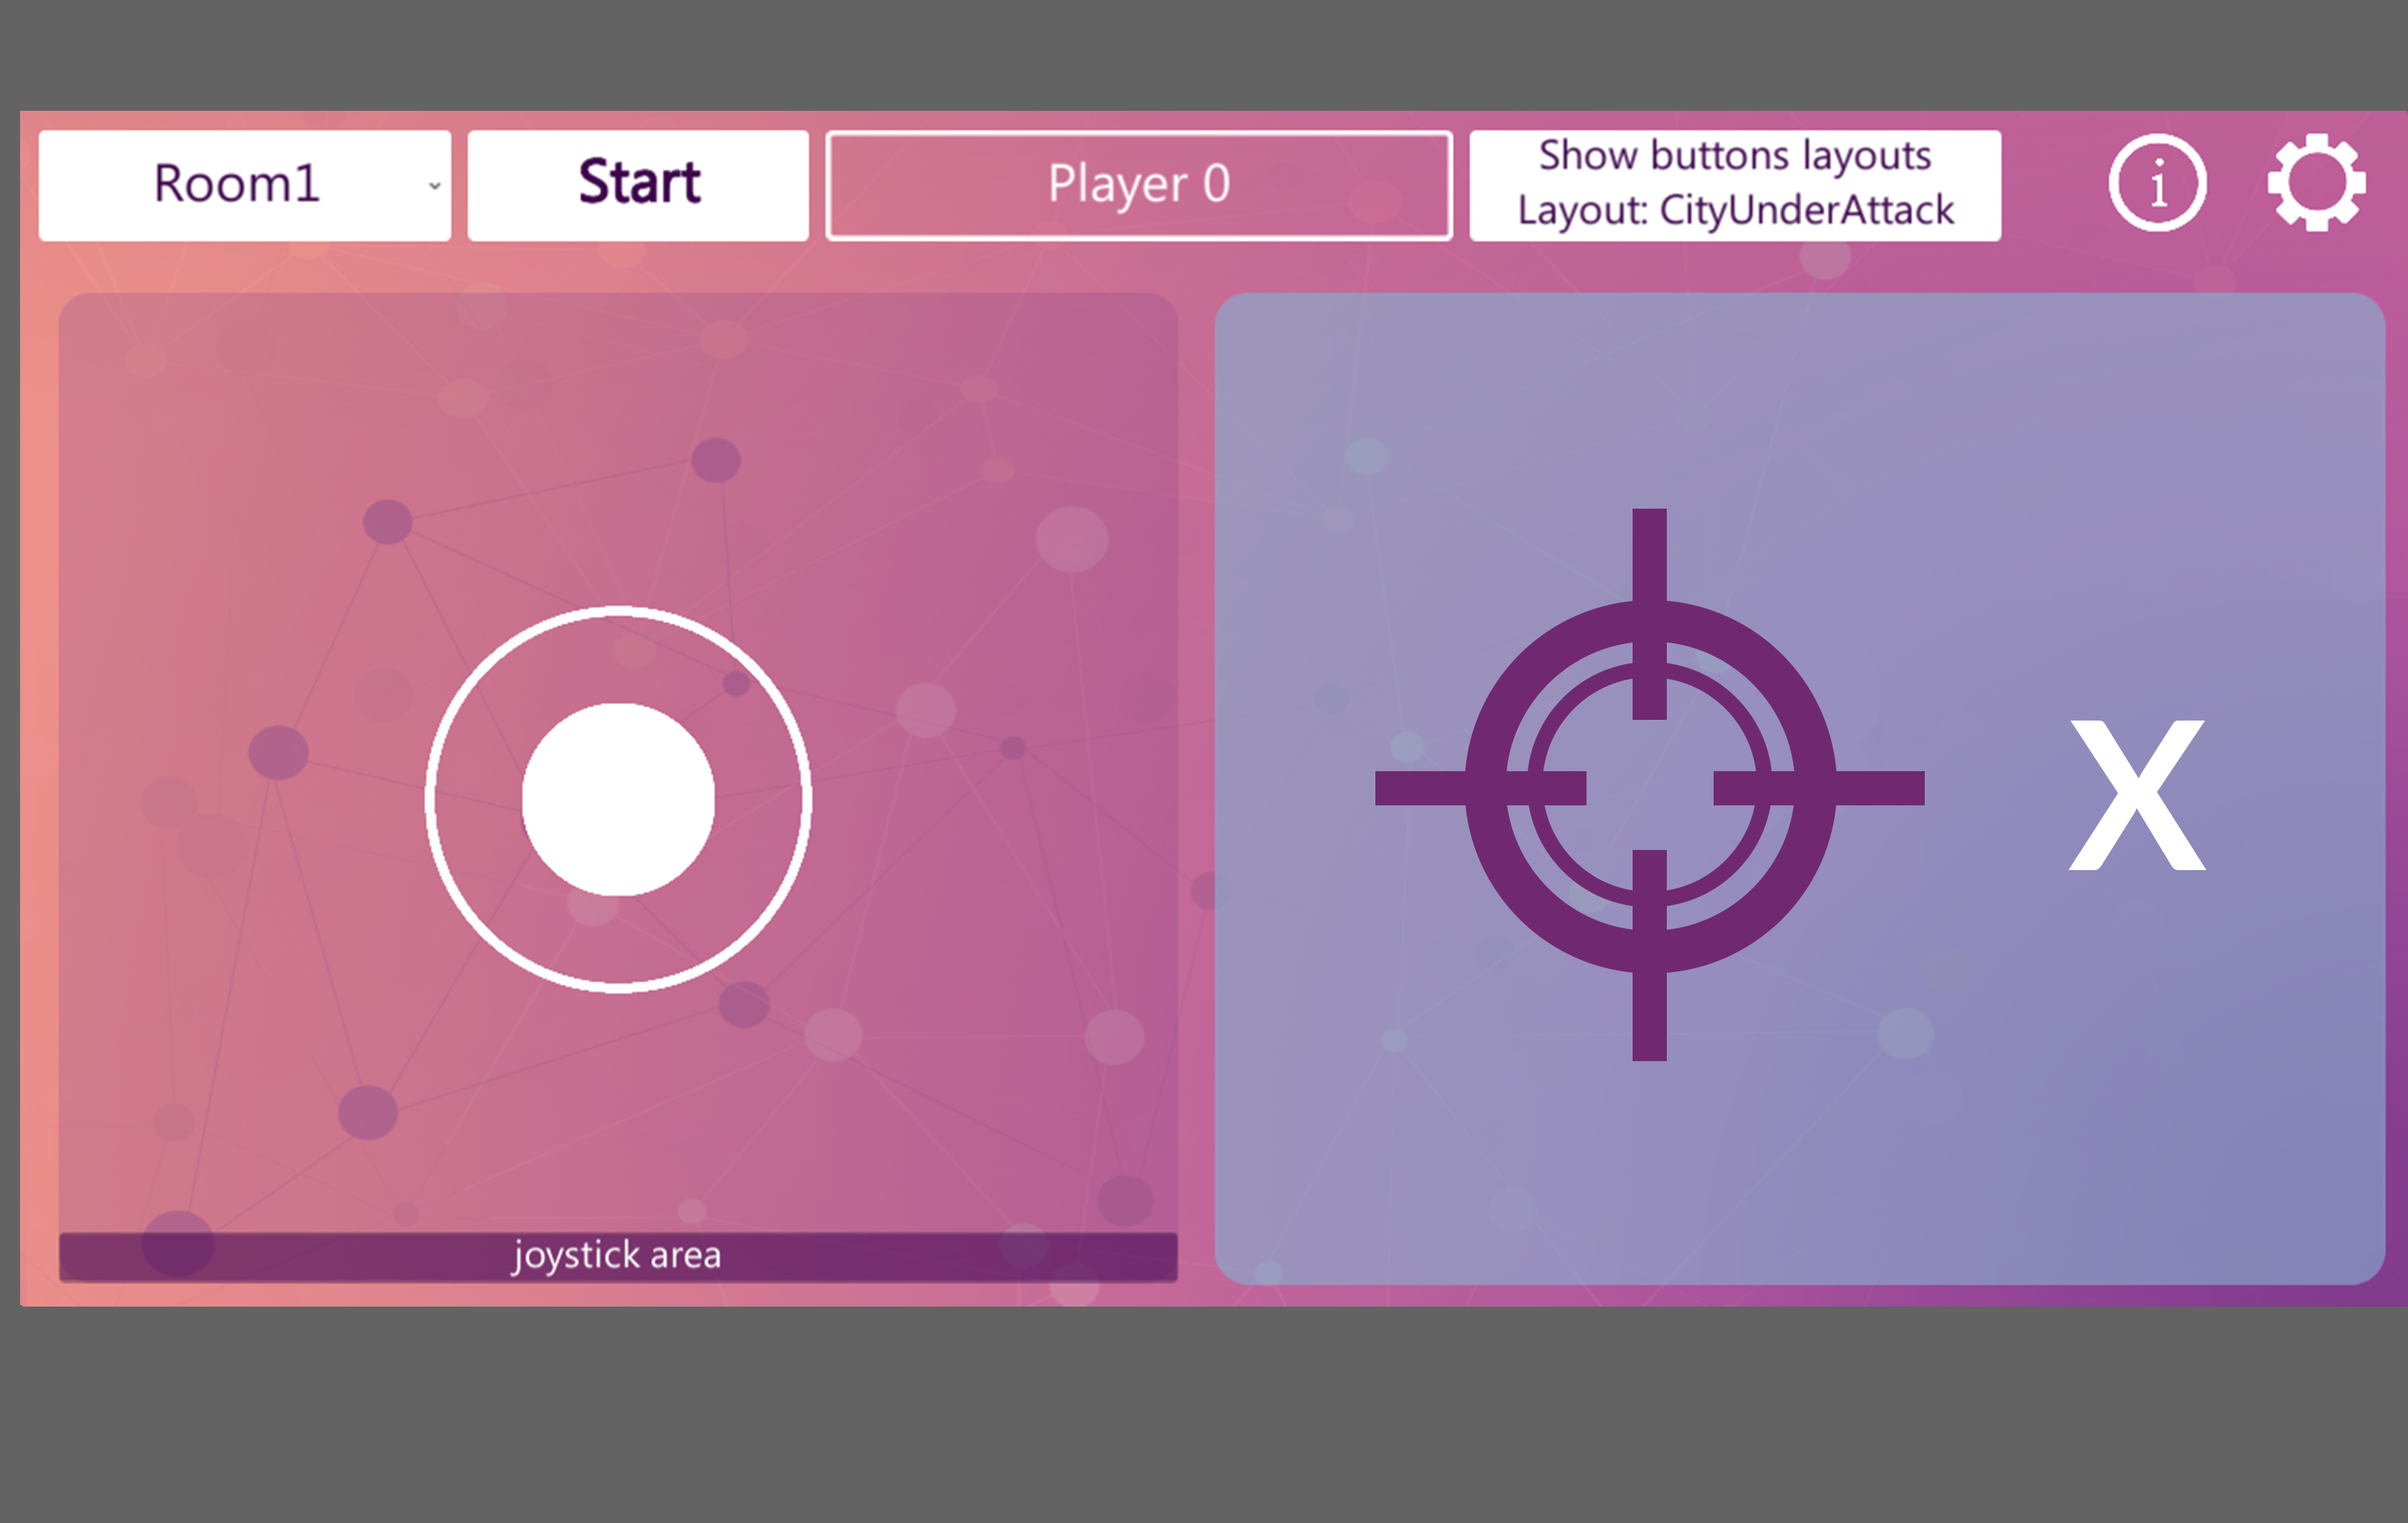 Room1
Start
Player 0
Show buttons layouts
Layout: CityUnderAttack
i
X
joystick area